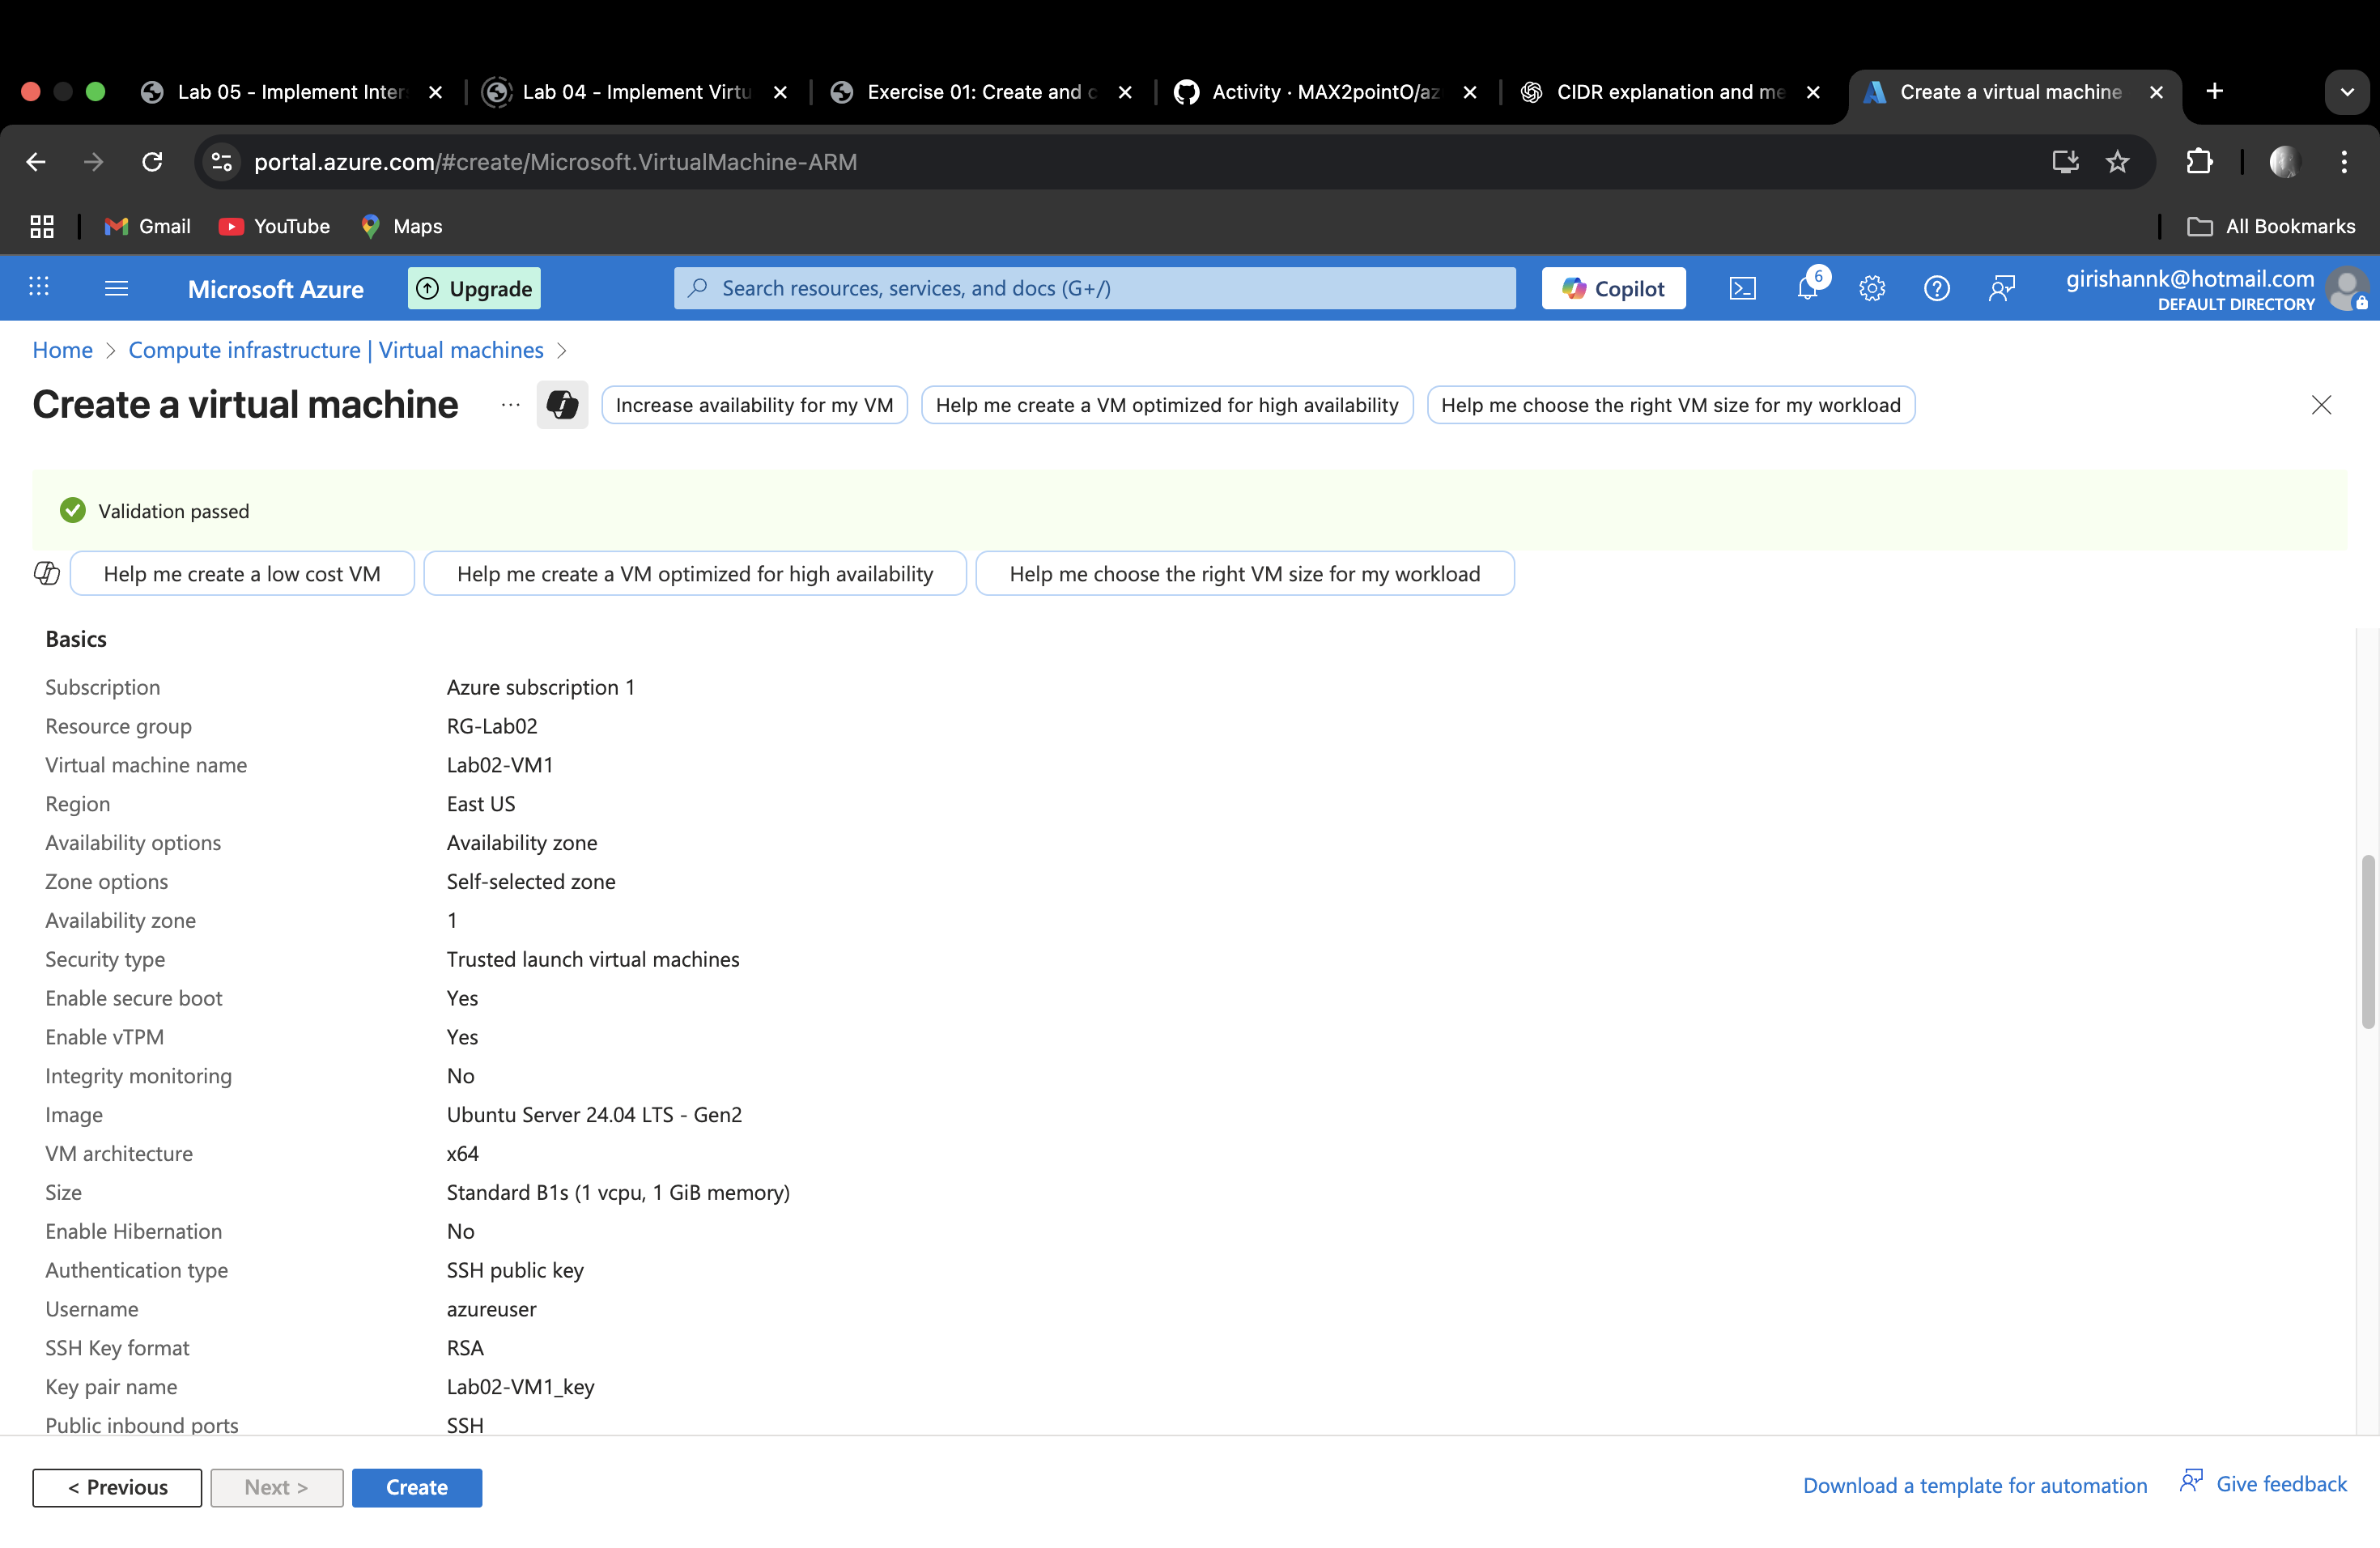 Lab 05 - Implement Inter
Lab 04 - Implement Virtu
Exercise 01: Create and c
Activity · MAX2pointO/az
CIDR explanation and me
Create a virtual machine
portal.azure.com/#create/Microsoft.VirtualMachine-ARM
Gmail
YouTube
Maps
All Bookmarks
Microsoft Azure
Upgrade
Search resources, services, and docs (G+/)
Copilot
6
girishannk@hotmail.com
DEFAULT DIRECTORY
Home > Compute infrastructure | Virtual machines >
Create a virtual machine ...
Increase availability for my VM
Help me create a VM optimized for high availability
Help me choose the right VM size for my workload
Validation passed
Help me create a low cost VM
Help me create a VM optimized for high availability
Help me choose the right VM size for my workload
Basics
Subscription Azure subscription 1
Resource group RG-Lab02
Virtual machine name Lab02-VM1
Region East US
Availability options Availability zone
Zone options Self-selected zone
Availability zone 1
Security type Trusted launch virtual machines
Enable secure boot Yes
Enable vTPM Yes
Integrity monitoring No
Image Ubuntu Server 24.04 LTS - Gen2
VM architecture x64
Size Standard B1s (1 vcpu, 1 GiB memory)
Enable Hibernation No
Authentication type SSH public key
Username azureuser
SSH Key format RSA
Key pair name Lab02-VM1_key
Public inbound ports SSH
< Previous
Next >
Create
Download a template for automation
Give feedback